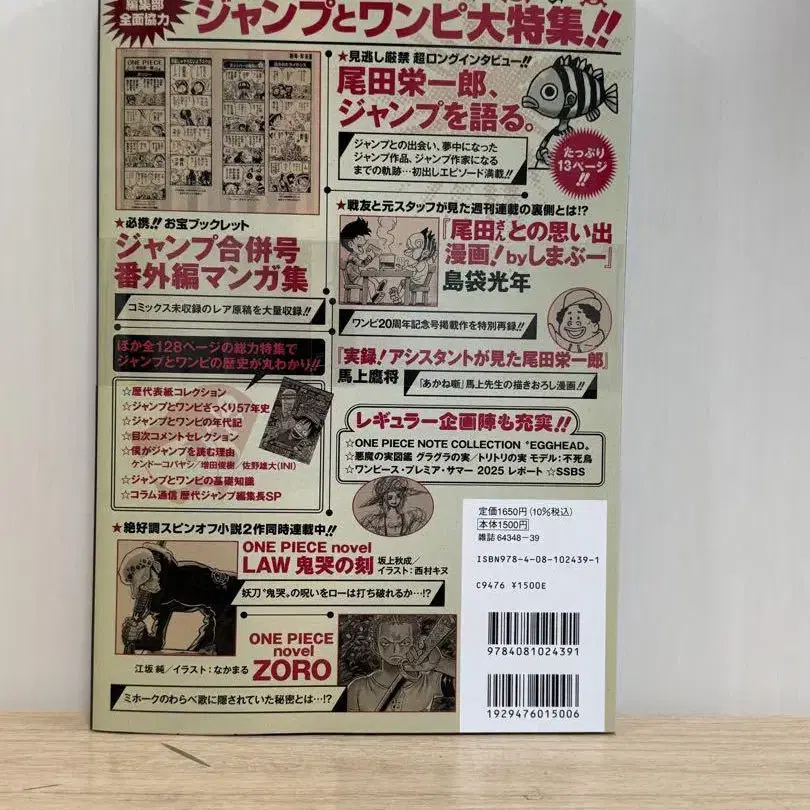 編集部
全面協力
ジャンプとワンピ大特集!!
★見逃し厳禁 超ロングインタビュー!!
尾田栄一郎、
ジャンプを語る。
ジャンプとの出会い、夢中になった
ジャンプ作品、ジャンプ作家になる
までの軌跡…初出しエピソード満載!!
たっぷり
13ページ
!!
ONE PIECE
★必携!! お宝ブックレット
ジャンプ合併号
番外編マンガ集
コミックス未収録のレア原稿を大量収録!!
★戦友と元スタッフが見た週刊連載の裏側とは!?
『尾田さんとの思い出
漫画!byしまぶー』
島袋光年
ワンピ20周年記念号掲載作を特別再録!!
『実録!アシスタントが見た尾田栄一郎』
馬上鷹将
「あかね噺」馬上先生の描きおろし漫画!!
ほか全128ページの総力特集で
ジャンプとワンピの歴史が丸わかり!!
☆歴代表紙コレクション
☆ジャンプとワンピざっくり57年史
☆ジャンプとワンピの年代記
☆目次コメントセレクション
☆僕がジャンプを読む理由
ケンドーコバヤシ/増田俊樹/佐野雄大(INI)
☆ジャンプとワンピの基礎知識
☆コラム通信 歴代ジャンプ編集長SP
レギュラー企画陣も充実!!
☆ONE PIECE NOTE COLLECTION “EGGHEAD„
☆悪魔の実図鑑 グラグラの実/トリトリの実 モデル:不死鳥
☆ワンピース・プレミア・サマー 2025 レポート ☆SSBS
★絶好調スピンオフ小説2作同時連載中!!
ONE PIECE novel
LAW 鬼哭の刻
坂上秋成/
イラスト:西村キヌ
妖刀“鬼哭„の呪いをローは打ち破れるか…!?
ONE PIECE
novel
ZORO
江坂 純/イラスト:なかまる
ミホークのわらべ歌に隠されていた秘密とは…!?
定価1650円(10%税込)
本体1500円
雑誌 64348-39
ISBN978-4-08-102439-1
C9476 ¥1500E
9784081024391
1929476015006